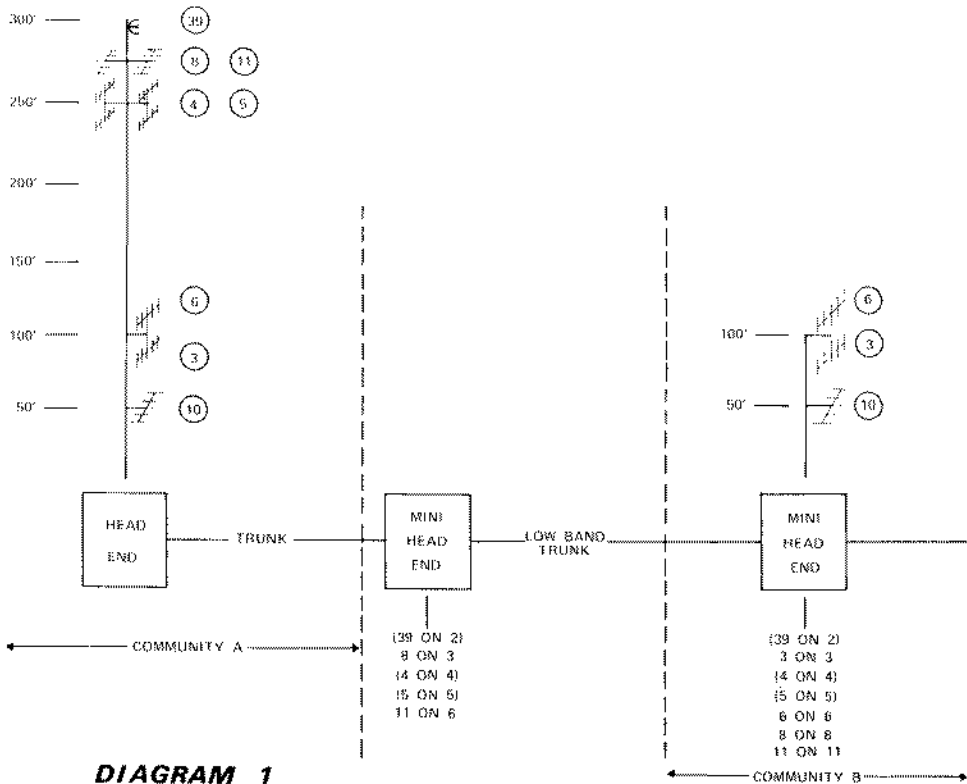 300' 39
8 11
250' 4 5
200'
150'
6
100'
3
50' 10
6
100' 3
50' 10
HEAD
END
TRUNK
MINI
HEAD
END
LOW BAND
TRUNK
MINI
HEAD
END
COMMUNITY A
(39 ON 2)
8 ON 3
(4 ON 4)
(5 ON 5)
11 ON 6
(39 ON 2)
3 ON 3
(4 ON 4)
(5 ON 5)
6 ON 6
8 ON 8
11 ON 11
DIAGRAM 1
COMMUNITY B